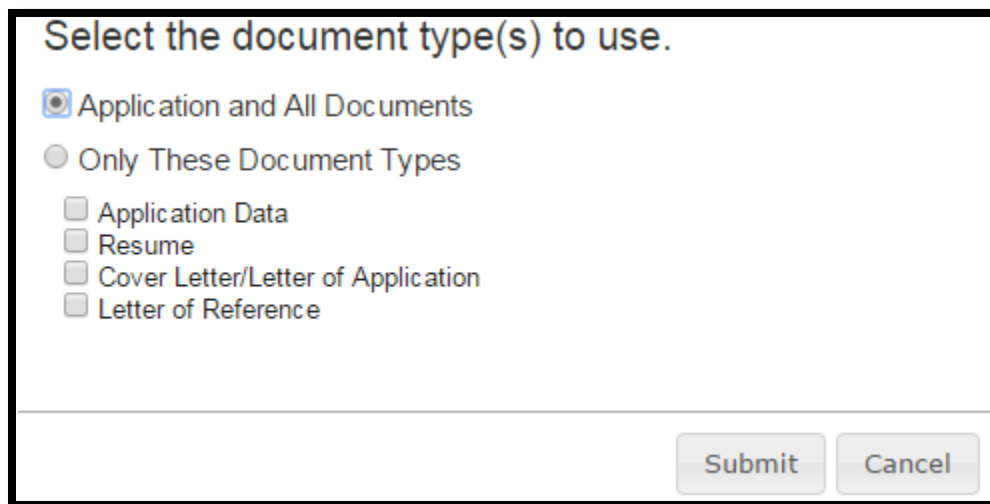 Select the document type(s) to use.
Application and All Documents
Only These Document Types
Application Data
Resume
Cover Letter/Letter of Application
Letter of Reference
Submit Cancel